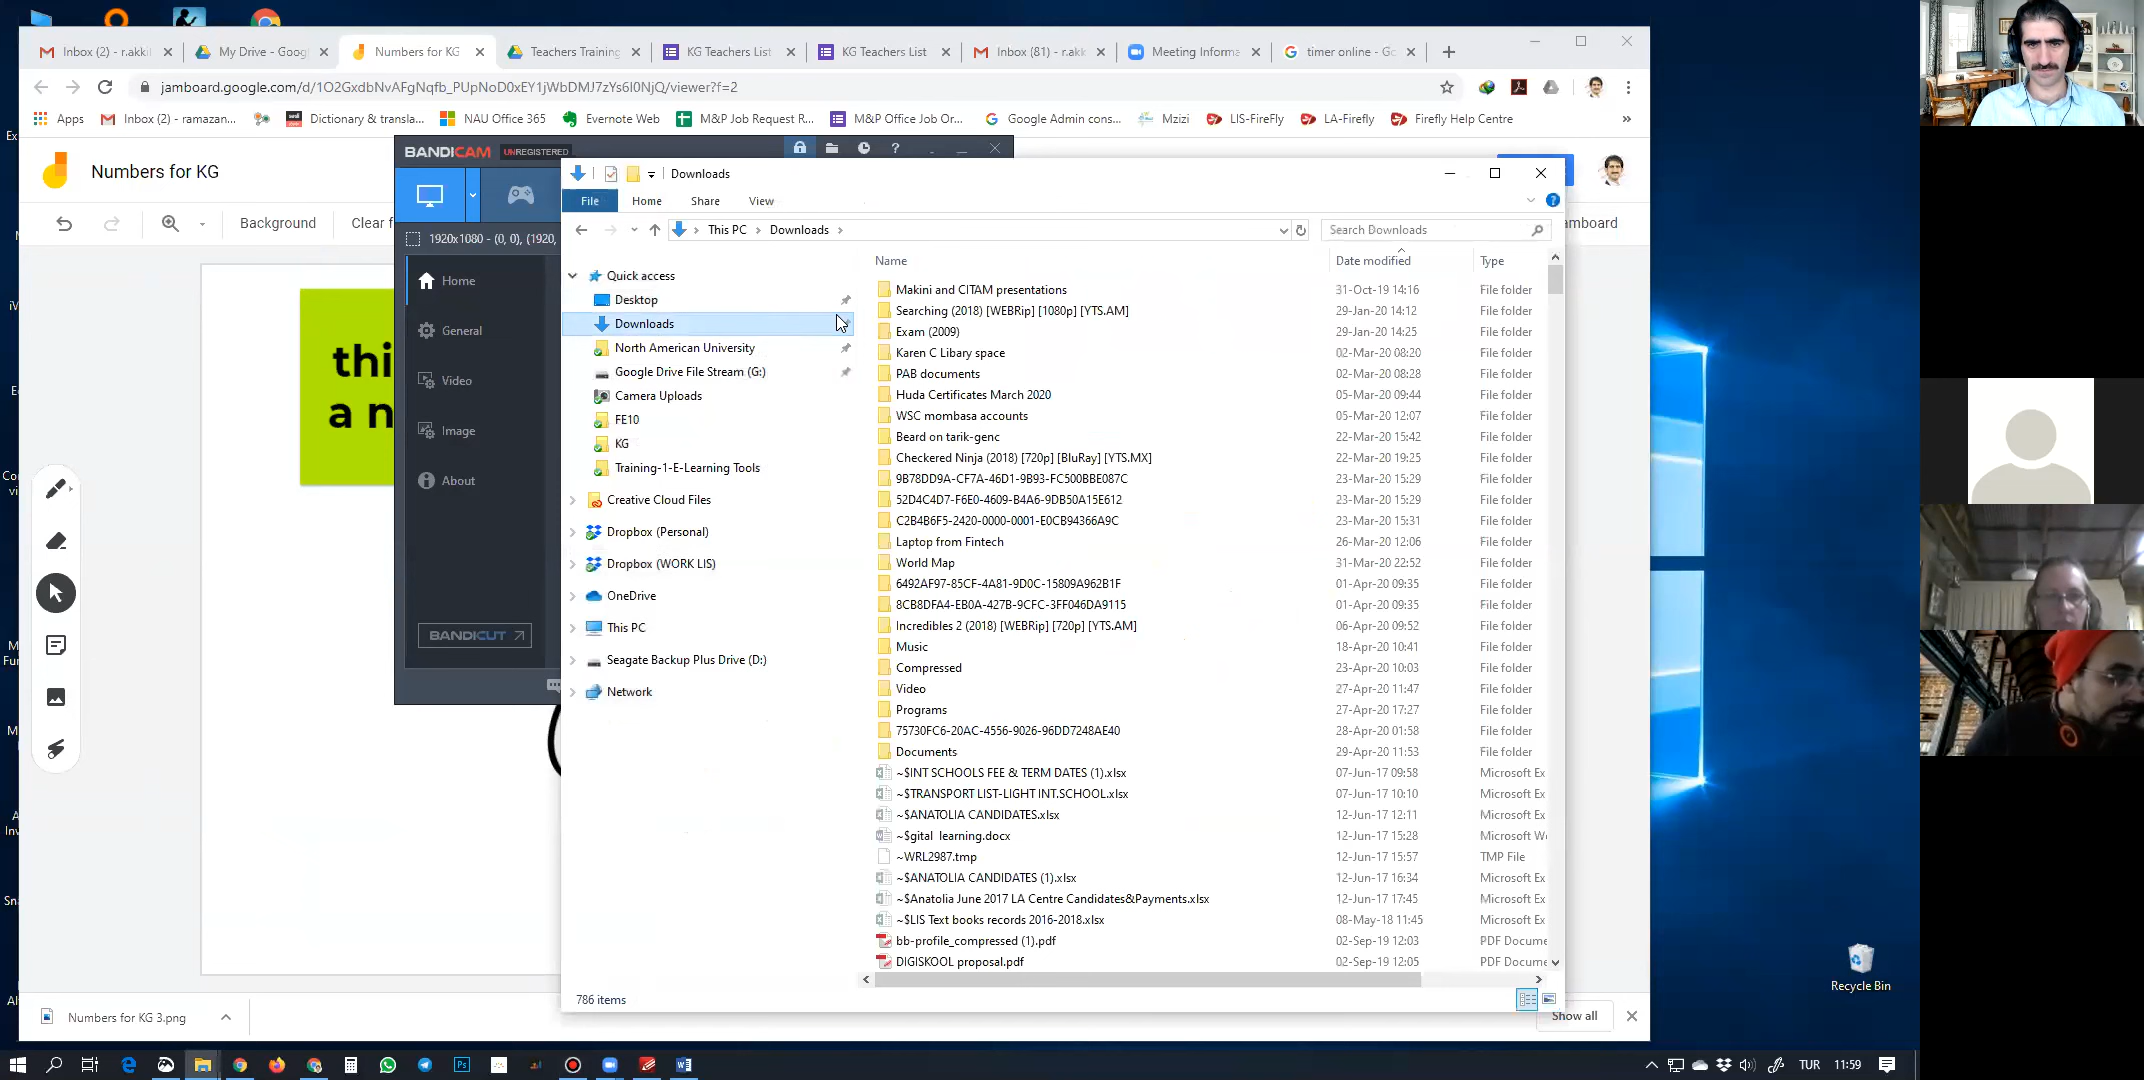 Inbox (2) - r.akki
My Drive - Goog
Numbers for KG
Teachers Training
KG Teachers List
KG Teachers List
Inbox (81) - r.akk
Meeting Informa
timer online - Go
jamboard.google.com/d/1O2GxdbNvAFgNqfb_PUpNoD0xEY1jWbDMJ7zYs6I0NjQ/viewer?f=2
Apps
Inbox (2) - ramazan...
Dictionary & transla...
NAU Office 365
Evernote Web
M&P Job Request R...
M&P Office Job Or...
Google Admin cons...
Mzizi
LIS-FireFly
LA-Firefly
Firefly Help Centre
Numbers for KG
Background
Clear f
amboard
thi
a n
BANDICAM UNREGISTERED
1920x1080 - (0, 0), (1920,
Home
General
Video
Image
About
BANDICUT
Downloads
File
Home
Share
View
This PC
Downloads
Search Downloads
Quick access
Desktop
Downloads
North American University
Google Drive File Stream (G:)
Camera Uploads
FE10
KG
Training-1-E-Learning Tools
Creative Cloud Files
Dropbox (Personal)
Dropbox (WORK LIS)
OneDrive
This PC
Seagate Backup Plus Drive (D:)
Network
Name Date modified Type
Makini and CITAM presentations 31-Oct-19 14:16 File folder
Searching (2018) [WEBRip] [1080p] [YTS.AM] 29-Jan-20 14:12 File folder
Exam (2009) 29-Jan-20 14:25 File folder
Karen C Libary space 02-Mar-20 08:20 File folder
PAB documents 02-Mar-20 08:28 File folder
Huda Certificates March 2020 05-Mar-20 09:44 File folder
WSC mombasa accounts 05-Mar-20 12:07 File folder
Beard on tarik-genc 22-Mar-20 15:42 File folder
Checkered Ninja (2018) [720p] [BluRay] [YTS.MX] 22-Mar-20 19:25 File folder
9B78DD9A-CF7A-46D1-9B93-FC500BBE087C 23-Mar-20 15:29 File folder
52D4C4D7-F6E0-4609-B4A6-9DB50A15E612 23-Mar-20 15:29 File folder
C2B4B6F5-2420-0000-0001-E0CB94366A9C 23-Mar-20 15:31 File folder
Laptop from Fintech 26-Mar-20 12:06 File folder
World Map 31-Mar-20 22:52 File folder
6492AF97-85CF-4A81-9D0C-15809A962B1F 01-Apr-20 09:35 File folder
8CB8DFA4-EB0A-427B-9CFC-3FF046DA9115 01-Apr-20 09:35 File folder
Incredibles 2 (2018) [WEBRip] [720p] [YTS.AM] 06-Apr-20 09:52 File folder
Music 18-Apr-20 10:41 File folder
Compressed 23-Apr-20 10:03 File folder
Video 27-Apr-20 11:47 File folder
Programs 27-Apr-20 17:27 File folder
75730FC6-20AC-4556-9026-96DD7248AE40 28-Apr-20 01:58 File folder
Documents 29-Apr-20 11:53 File folder
~$INT SCHOOLS FEE & TERM DATES (1).xlsx 07-Jun-17 09:58 Microsoft Ex
~$TRANSPORT LIST-LIGHT INT.SCHOOL.xlsx 07-Jun-17 10:10 Microsoft Ex
~$ANATOLIA CANDIDATES.xlsx 12-Jun-17 12:11 Microsoft Ex
~$gital learning.docx 12-Jun-17 15:28 Microsoft W
~WRL2987.tmp 12-Jun-17 15:57 TMP File
~$ANATOLIA CANDIDATES (1).xlsx 12-Jun-17 16:34 Microsoft Ex
~$Anatolia June 2017 LA Centre Candidates&Payments.xlsx 12-Jun-17 17:45 Microsoft Ex
~$LIS Text books records 2016-2018.xlsx 08-May-18 11:45 Microsoft Ex
bb-profile_compressed (1).pdf 02-Sep-19 12:03 PDF Docume
DIGISKOOL proposal.pdf 02-Sep-19 12:05 PDF Docume
786 items
Numbers for KG 3.png
Show all
Recycle Bin
TUR 11:59